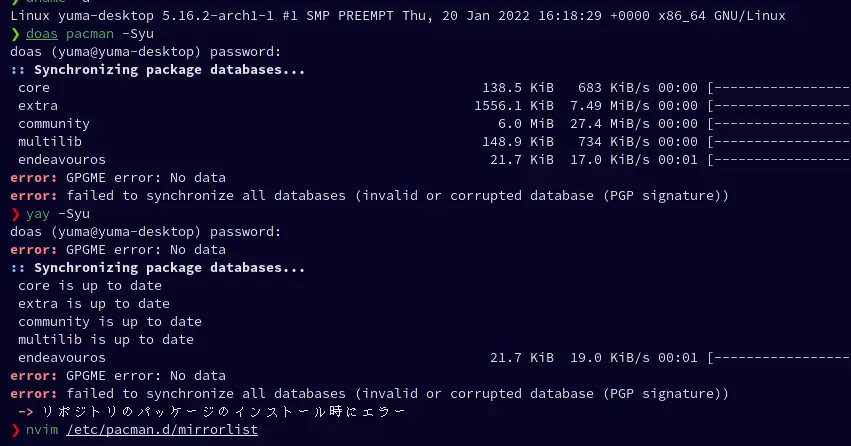 Linux yuma-desktop 5.16.2-arch1-1 #1 SMP PREEMPT Thu, 20 Jan 2022 16:18:29 +0000 x86_64 GNU/Linux
❯ doas pacman -Syu
doas (yuma@yuma-desktop) password:
:: Synchronizing package databases...
core 138.5 KiB 683 KiB/s 00:00 [------------------
extra 1556.1 KiB 7.49 MiB/s 00:00 [------------------
community 6.0 MiB 27.4 MiB/s 00:00 [------------------
multilib 148.9 KiB 734 KiB/s 00:00 [------------------
endeavouros 21.7 KiB 17.0 KiB/s 00:01 [------------------
error: GPGME error: No data
error: failed to synchronize all databases (invalid or corrupted database (PGP signature))
❯ yay -Syu
doas (yuma@yuma-desktop) password:
error: GPGME error: No data
:: Synchronizing package databases...
core is up to date
extra is up to date
community is up to date
multilib is up to date
endeavouros 21.7 KiB 19.0 KiB/s 00:01 [------------------
error: GPGME error: No data
error: failed to synchronize all databases (invalid or corrupted database (PGP signature))
-> リポジトリのパッケージのインストール時にエラー
❯ nvim /etc/pacman.d/mirrorlist